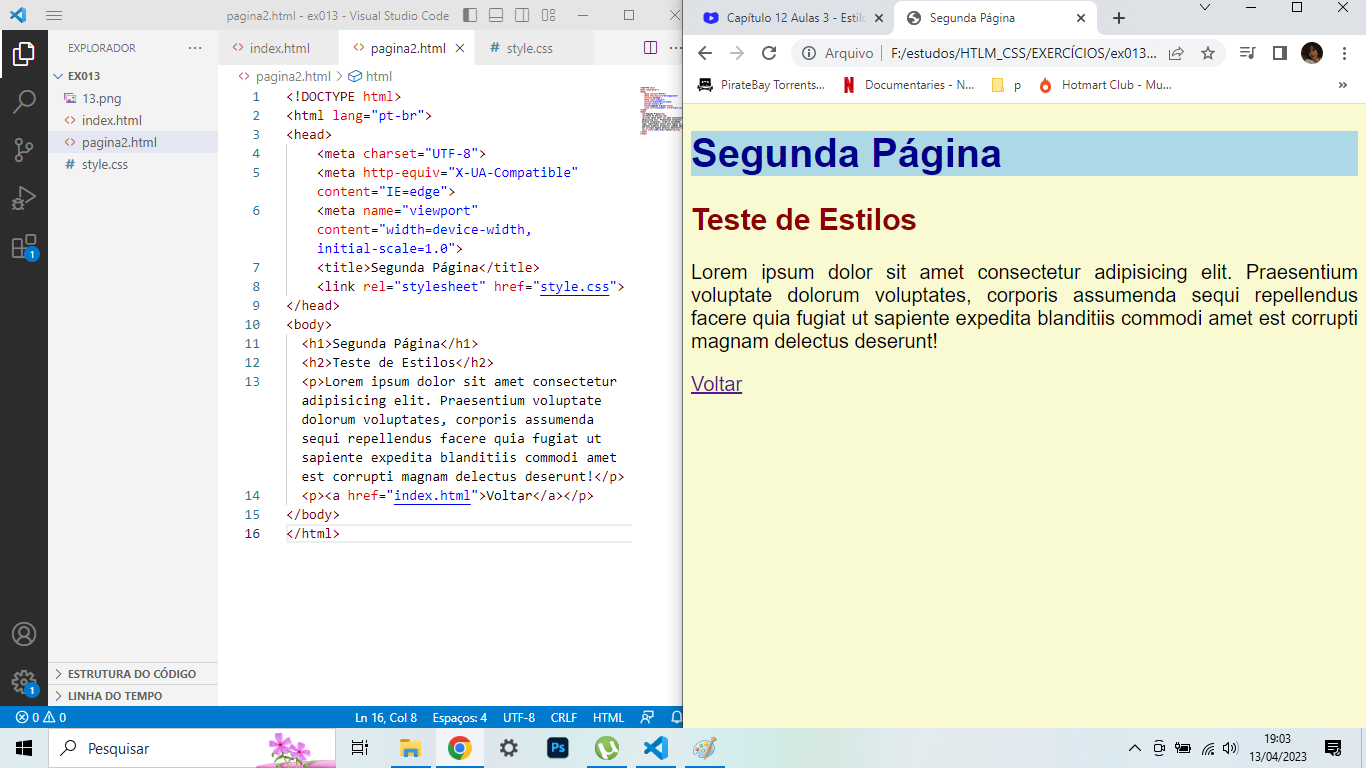 pagina2.html - ex013 - Visual Studio Code
EXPLORADOR
EX013
13.png
index.html
pagina2.html
style.css
ESTRUTURA DO CÓDIGO
LINHA DO TEMPO
index.html
pagina2.html
style.css
pagina2.html > html
1 <!DOCTYPE html>
2 <html lang="pt-br">
3 <head>
4 <meta charset="UTF-8">
5 <meta http-equiv="X-UA-Compatible"
content="IE=edge">
6 <meta name="viewport"
content="width=device-width,
initial-scale=1.0">
7 <title>Segunda Página</title>
8 <link rel="stylesheet" href="style.css">
9 </head>
10 <body>
11 <h1>Segunda Página</h1>
12 <h2>Teste de Estilos</h2>
13 <p>Lorem ipsum dolor sit amet consectetur
adipisicing elit. Praesentium voluptate
dolorum voluptates, corporis assumenda
sequi repellendus facere quia fugiat ut
sapiente expedita blanditiis commodi amet
est corrupti magnam delectus deserunt!</p>
14 <p><a href="index.html">Voltar</a></p>
15 </body>
16 </html>
1
1
0 0
Ln 16, Col 8
Espaços: 4
UTF-8
CRLF
HTML
Capítulo 12 Aulas 3 - Estil
Segunda Página
Arquivo
F:/estudos/HTLM_CSS/EXERCÍCIOS/ex013...
PirateBay Torrents...
Documentaries - N...
p
Hotmart Club - Mu...
Segunda Página
Teste de Estilos
Lorem ipsum dolor sit amet consectetur adipisicing elit. Praesentium
voluptate dolorum voluptates, corporis assumenda sequi repellendus
facere quia fugiat ut sapiente expedita blanditiis commodi amet est corrupti
magnam delectus deserunt!
Voltar
Pesquisar
Ps
19:03
13/04/2023